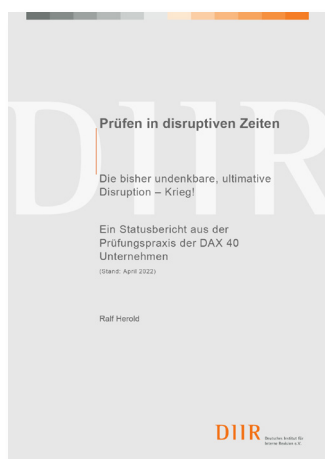 DIIR
Prüfen in disruptiven Zeiten
Die bisher undenkbare, ultimative
Disruption – Krieg!
Ein Statusbericht aus der
Prüfungspraxis der DAX 40
Unternehmen
(Stand: April 2022)
Ralf Herold
DIIR
Deutsches Institut für
Interne Revision e.V.